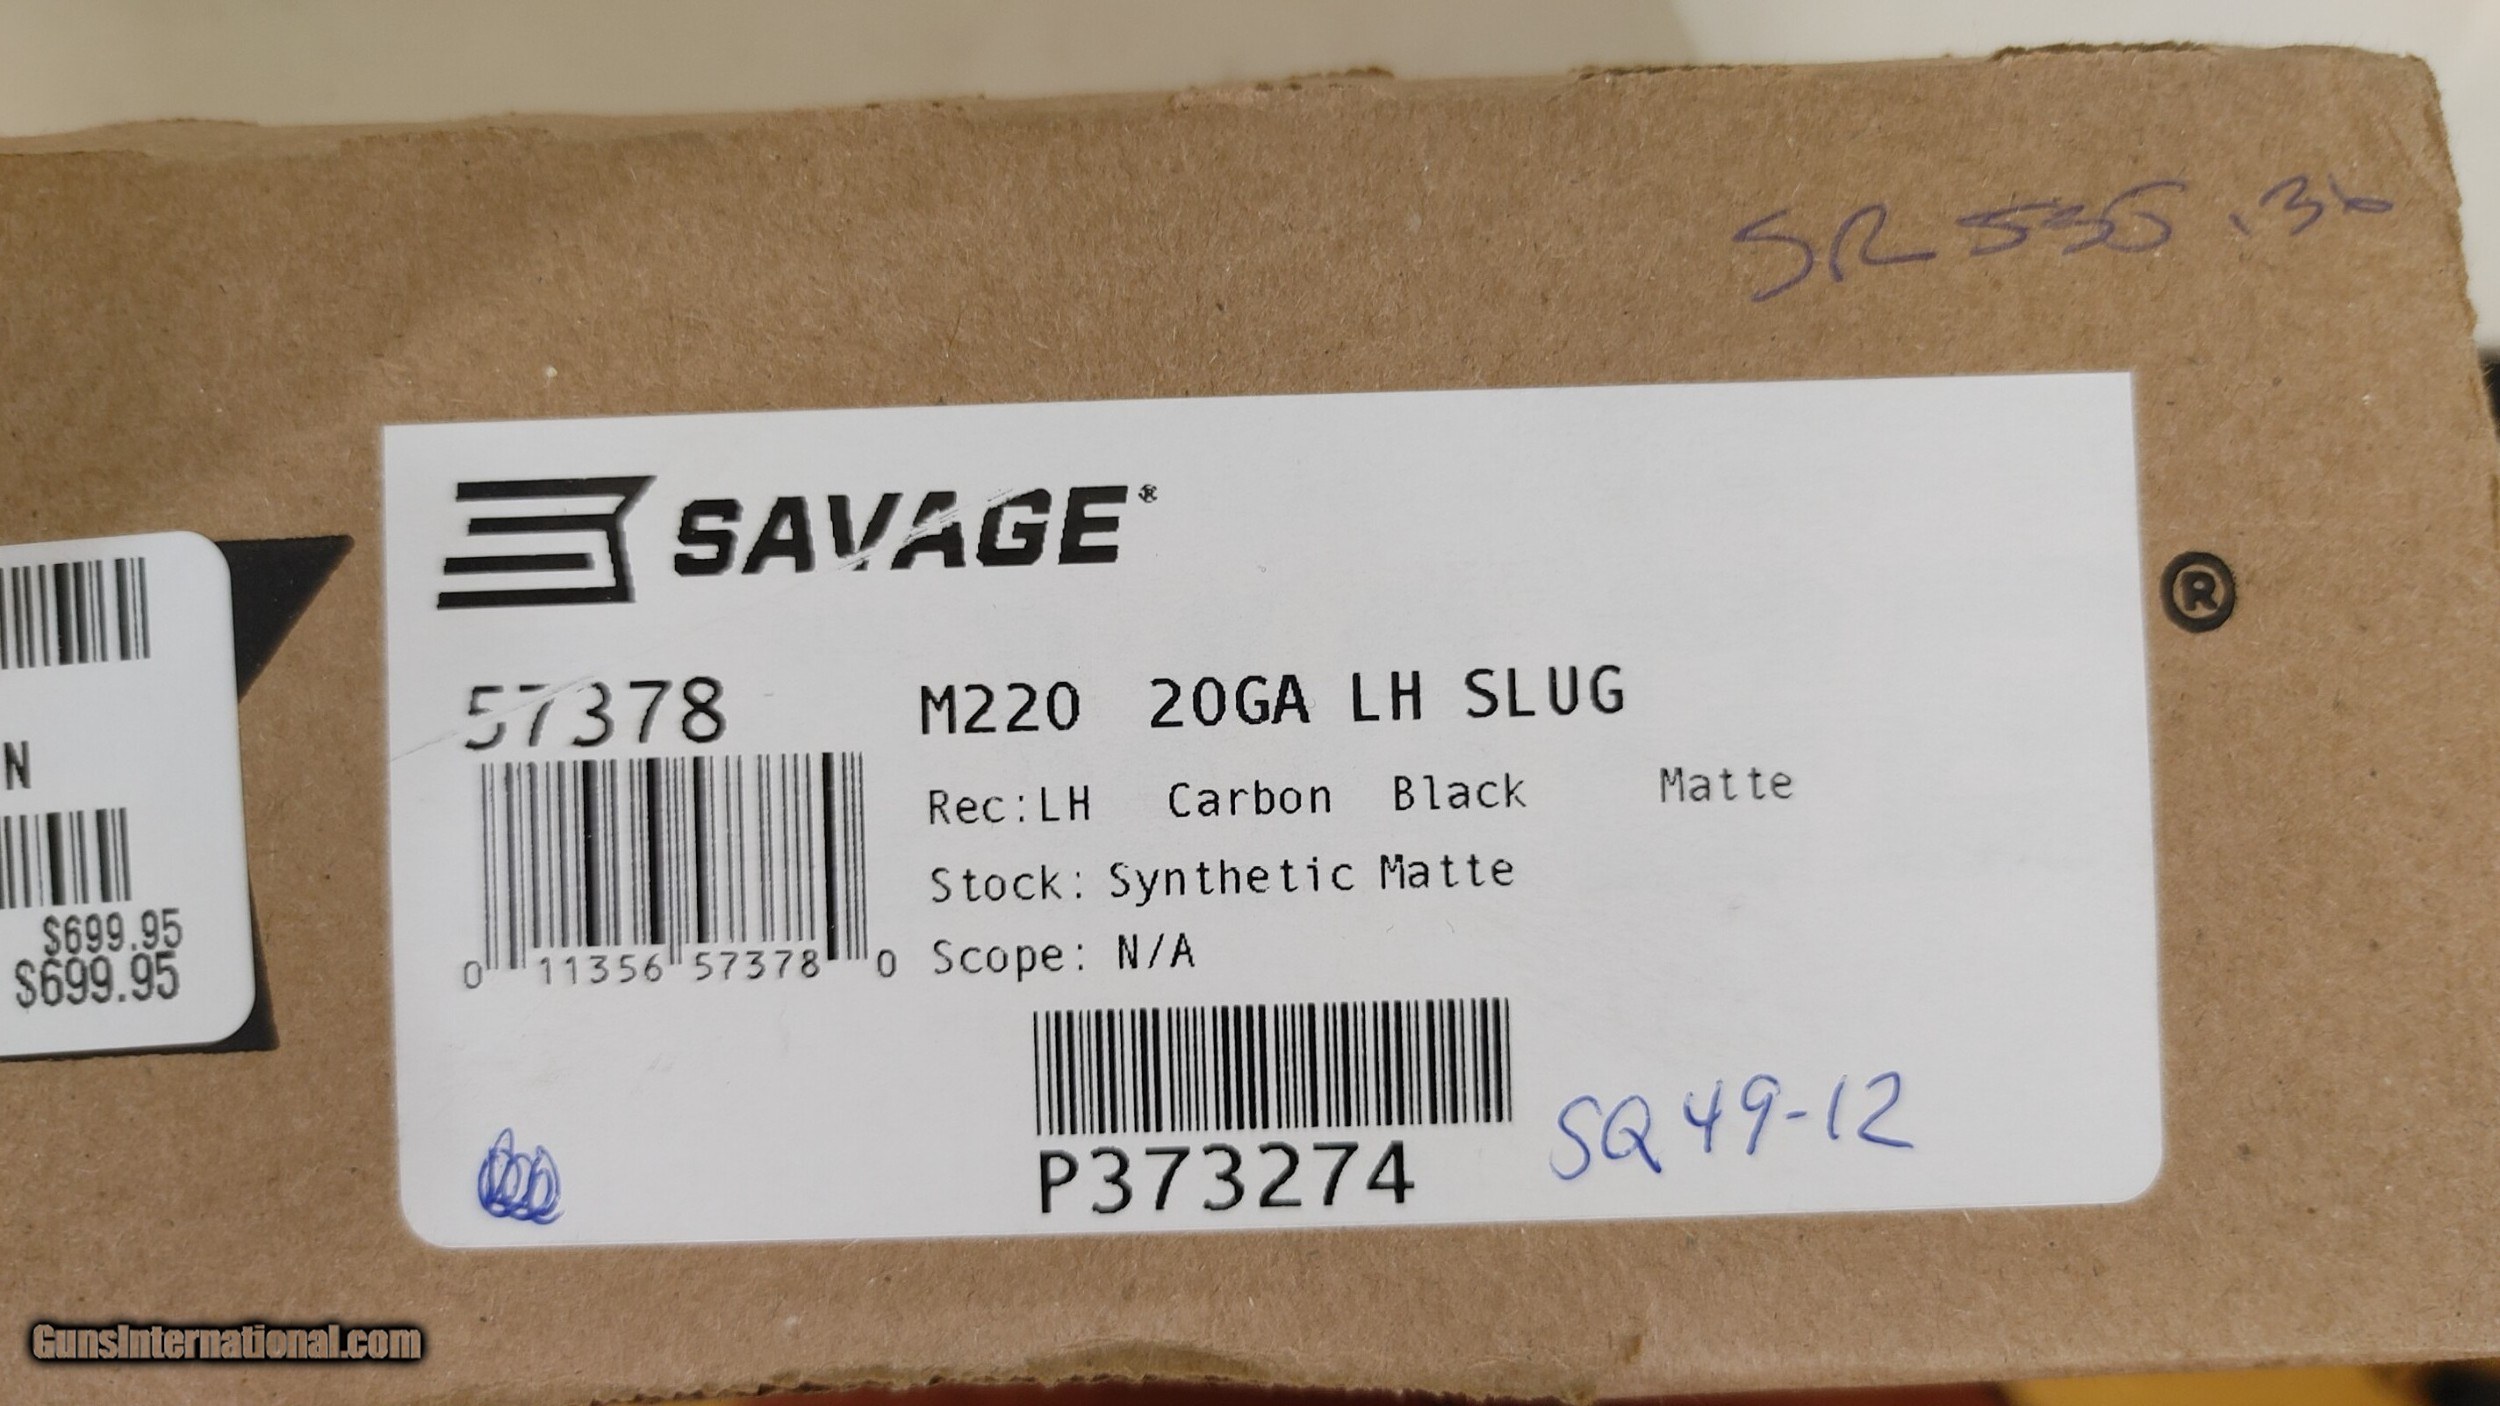 SR 535.36
SAVAGE®
®
57378
M220 20GA LH SLUG
Rec:LH Carbon Black Matte
Stock: Synthetic Matte
Scope: N/A
0 11356 57378 0
N
$699.95
$699.95
P373274
SQ 49-12
GunsInternational.com